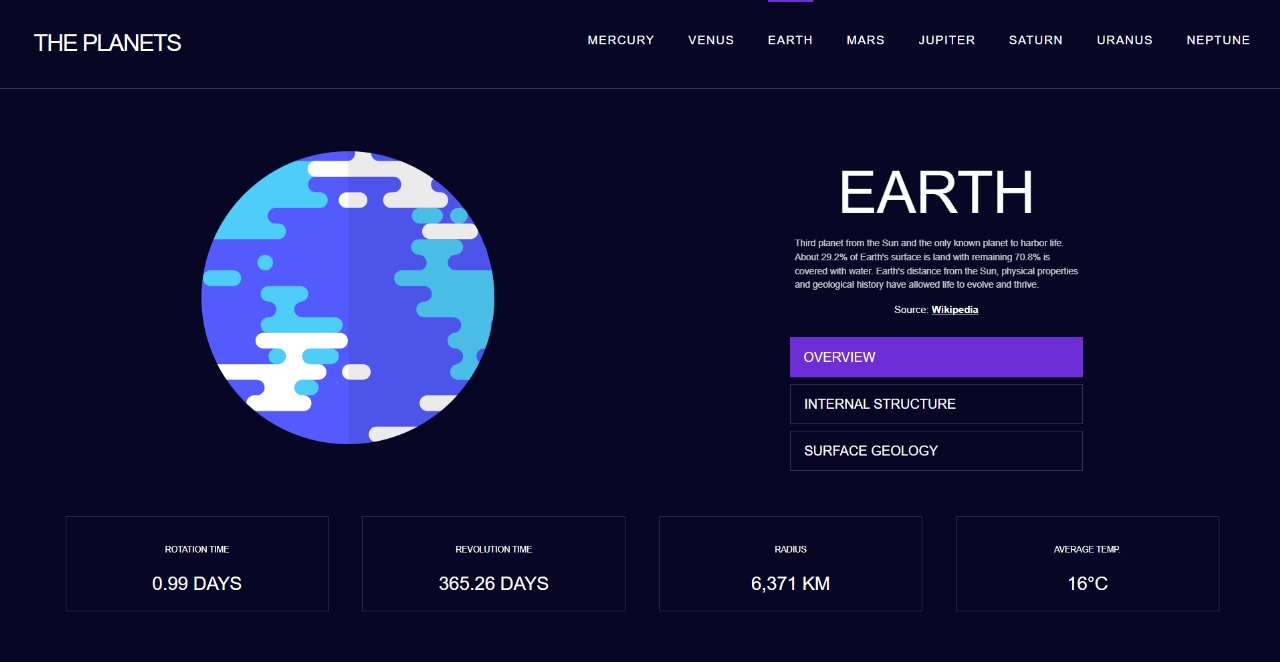 THE PLANETS
MERCURY VENUS EARTH MARS JUPITER SATURN URANUS NEPTUNE
EARTH
Third planet from the Sun and the only known planet to harbor life.
About 29.2% of Earth's surface is land with remaining 70.8% is
covered with water. Earth's distance from the Sun, physical properties
and geological history have allowed life to evolve and thrive.
Source: Wikipedia
OVERVIEW
INTERNAL STRUCTURE
SURFACE GEOLOGY
ROTATION TIME
0.99 DAYS
REVOLUTION TIME
365.26 DAYS
RADIUS
6,371 KM
AVERAGE TEMP.
16°C